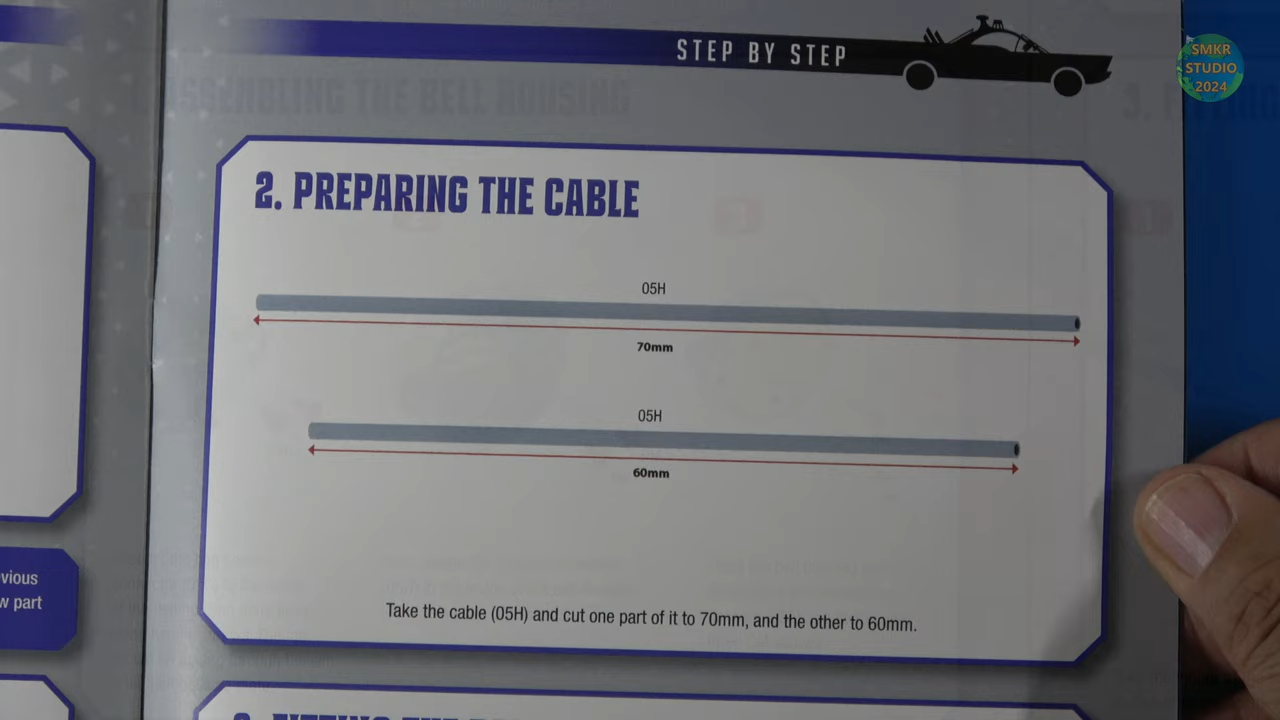 STEP BY STEP
SMKR
STUDIO
2024
2. PREPARING THE CABLE
05H
70mm
05H
60mm
Take the cable (05H) and cut one part of it to 70mm, and the other to 60mm.
vious
w part